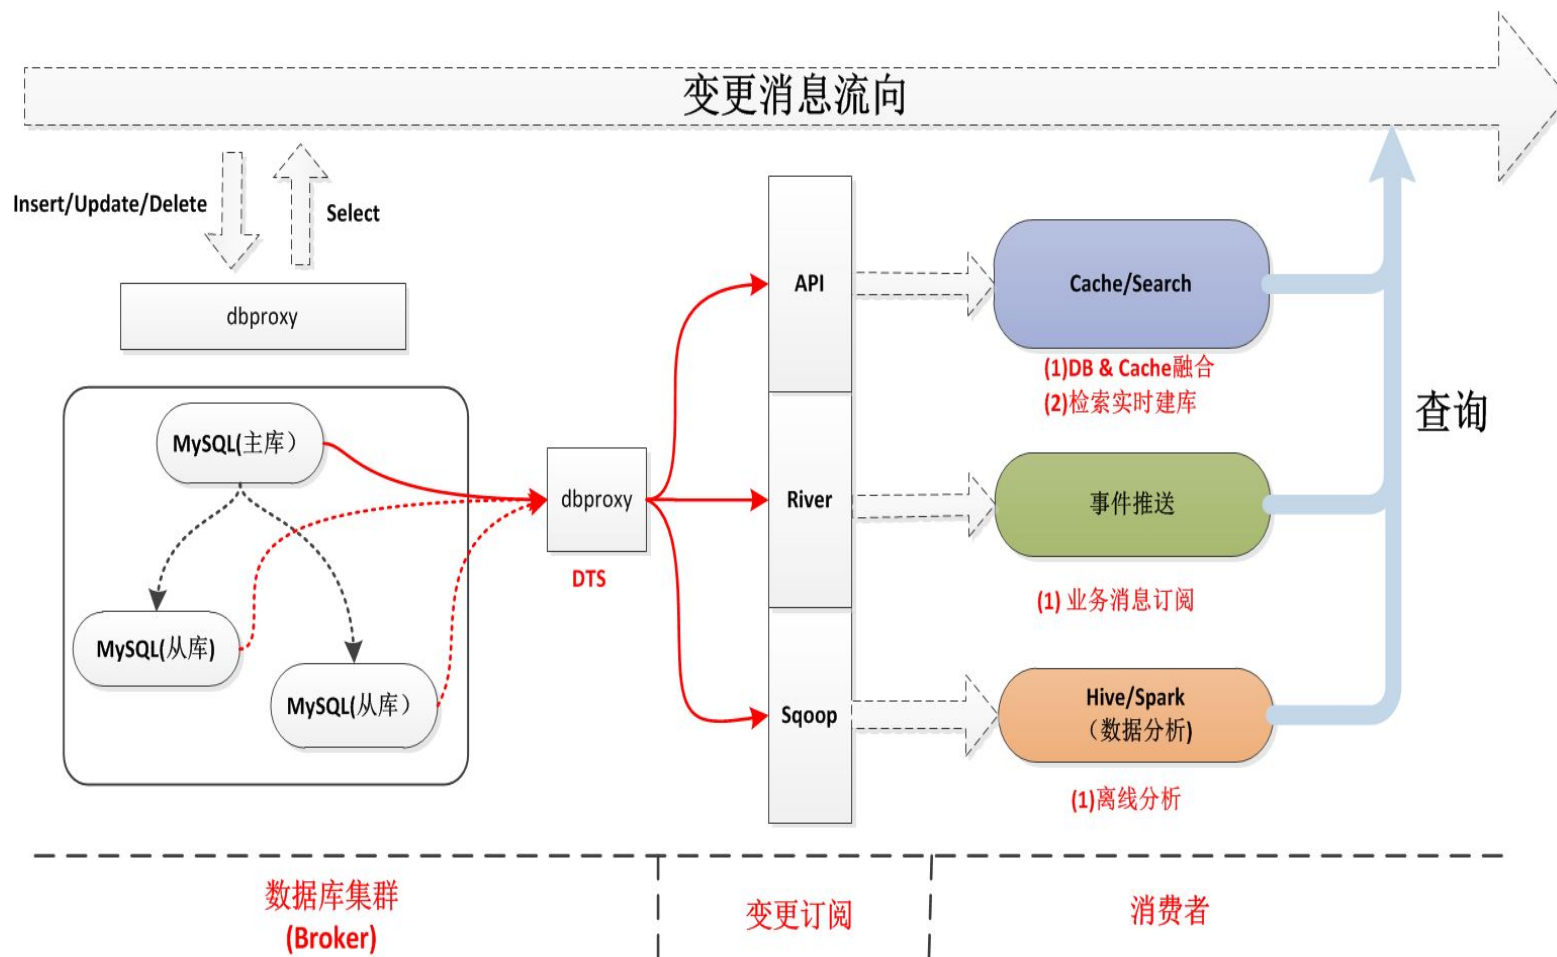 变更消息流向
Insert/Update/Delete
Select
dbproxy
MySQL(主库）
MySQL(从库)
MySQL(从库）
dbproxy
DTS
API
River
Sqoop
Cache/Search
(1)DB & Cache融合
(2)检索实时建库
事件推送
(1) 业务消息订阅
Hive/Spark
（数据分析)
(1)离线分析
查询
数据库集群
(Broker)
变更订阅
消费者